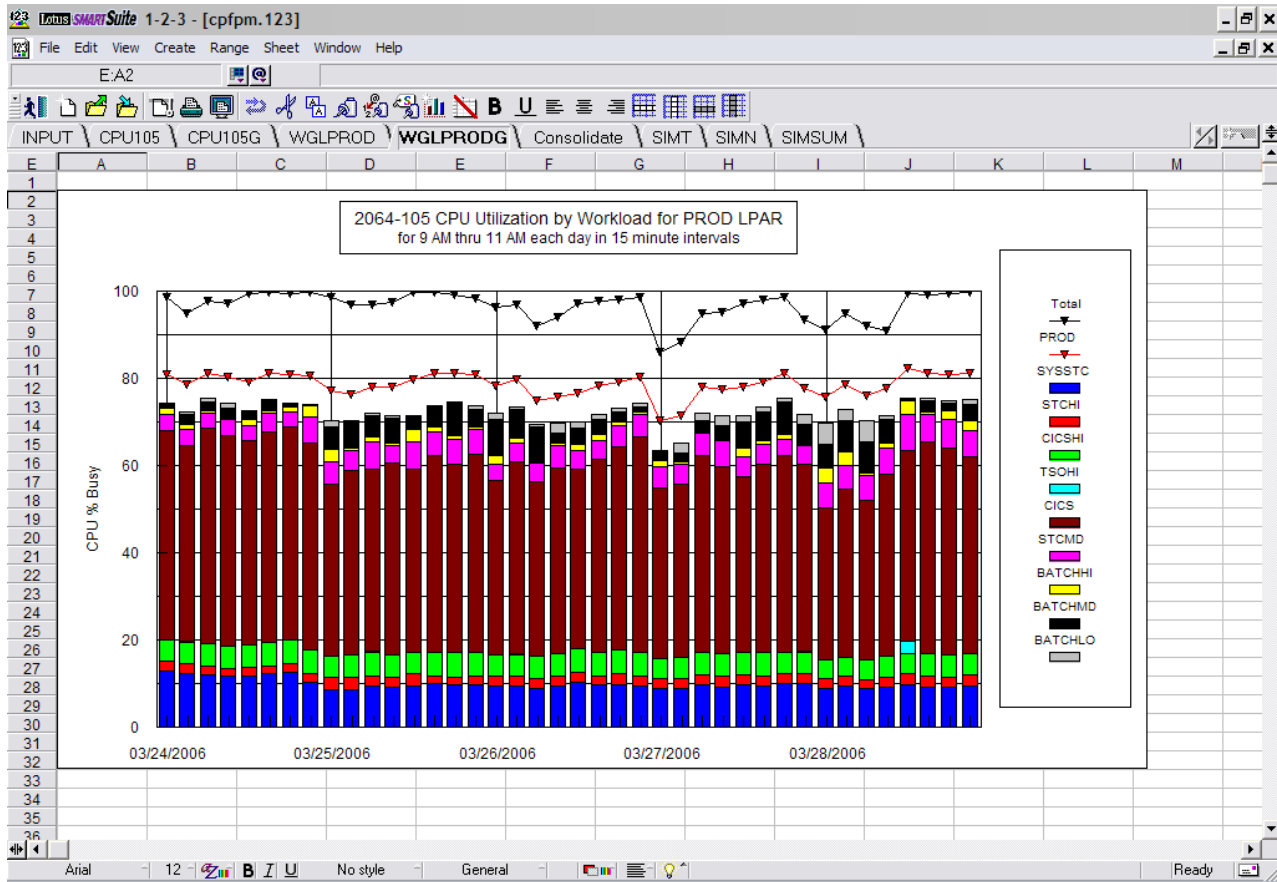 Lotus SMARTSuite 1-2-3 - [cpfpm.123]
File Edit View Create Range Sheet Window Help
E:A2
INPUT CPU105 CPU105G WGLPROD WGLPRODG Consolidate SIMT SIMN SIMSUM
E A B C D E F G H I J K L M
1
2
3
4
5
6
7
8
9
10
11
12
13
14
15
16
17
18
19
20
21
22
23
24
25
26
27
28
29
30
31
32
33
34
35
36
2064-105 CPU Utilization by Workload for PROD LPAR
for 9 AM thru 11 AM each day in 15 minute intervals
CPU % Busy
100
80
60
40
20
0
03/24/2006 03/25/2006 03/26/2006 03/27/2006 03/28/2006
Total
PROD
SYSSTC
STCHI
CICSHI
TSOHI
CICS
STCMD
BATCHHI
BATCHMD
BATCHLO
Arial 12 B I U No style General Ready